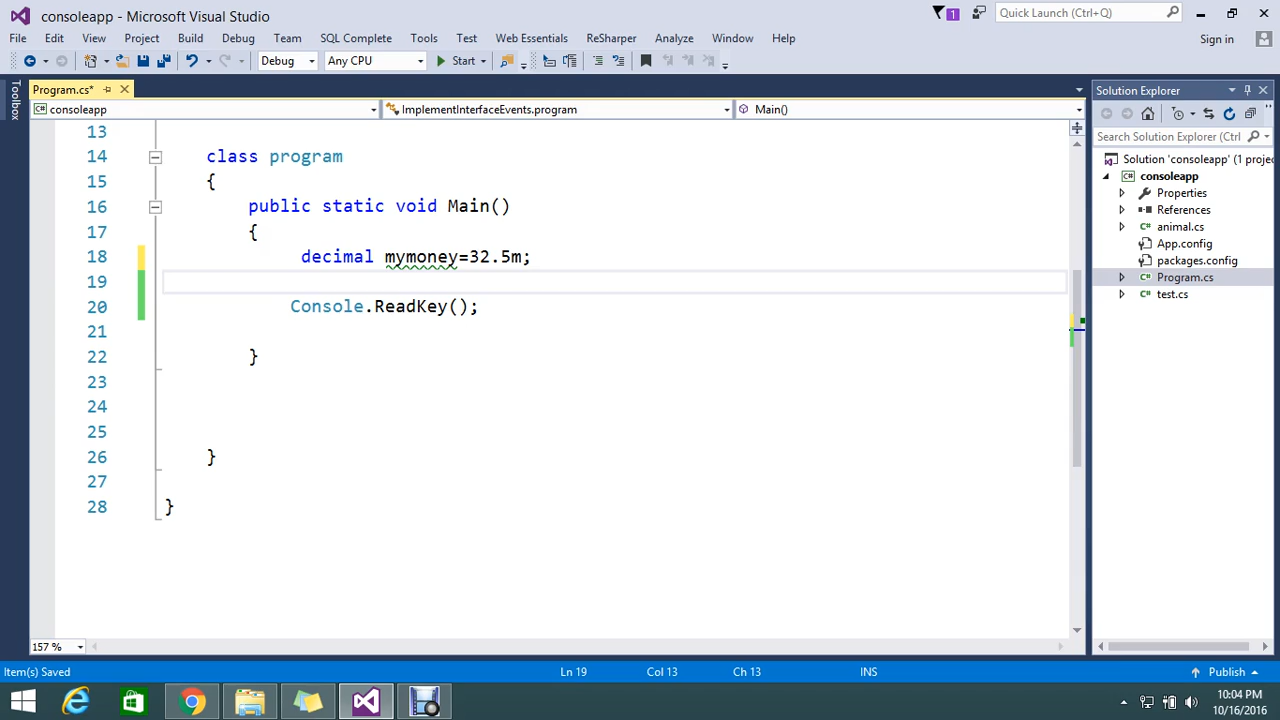 consoleapp - Microsoft Visual Studio
1
Quick Launch (Ctrl+Q)
File Edit View Project Build Debug Team SQL Complete Tools Test Web Essentials ReSharper Analyze Window Help
Sign in
Debug Any CPU Start
Toolbox
Program.cs*
Solution Explorer
consoleapp ImplementInterfaceEvents.program Main()
Search Solution Explorer (Ctrl
13
14 class program
15 {
16 public static void Main()
17 {
18 decimal mymoney=32.5m;
19
20 Console.ReadKey();
21
22 }
23
24
25
26 }
27
28 }
Solution 'consoleapp' (1 projec
consoleapp
Properties
References
animal.cs
App.config
packages.config
Program.cs
test.cs
157 %
Item(s) Saved Ln 19 Col 13 Ch 13 INS Publish
10:04 PM
10/16/2016